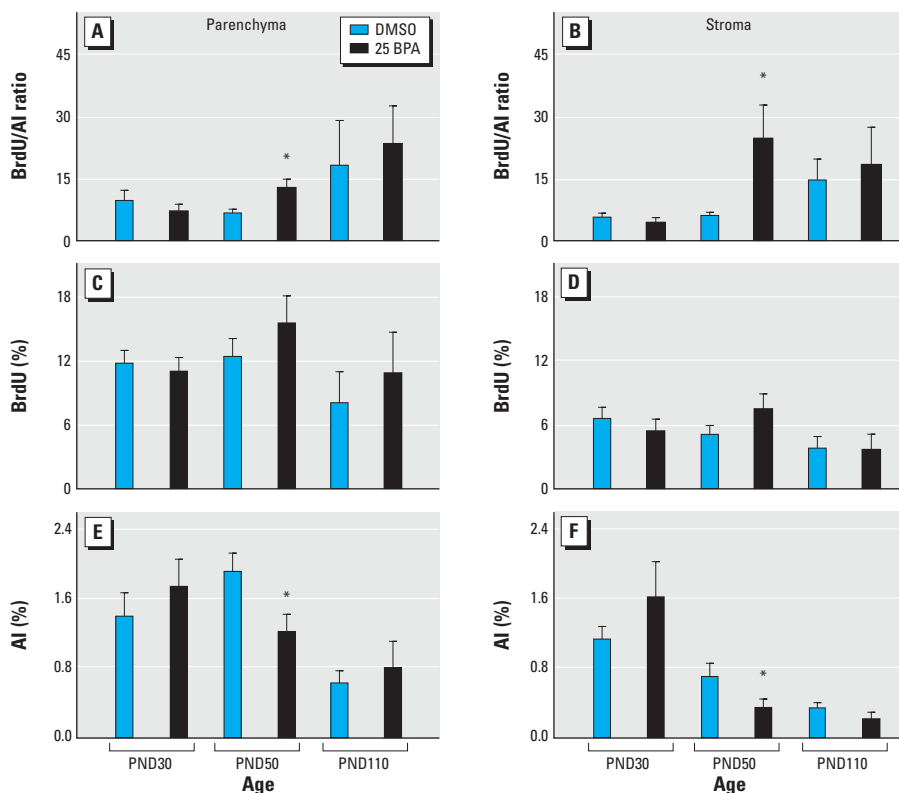 A
Parenchyma
DMSO
25 BPA
BrdU/AI ratio
45
30
15
0
*
B
Stroma
BrdU/AI ratio
45
30
15
0
*
C
BrdU (%)
18
12
6
0
D
BrdU (%)
18
12
6
0
E
AI (%)
2.4
1.6
0.8
0.0
*
PND30 PND50 PND110
Age
F
AI (%)
2.4
1.6
0.8
0.0
*
PND30 PND50 PND110
Age